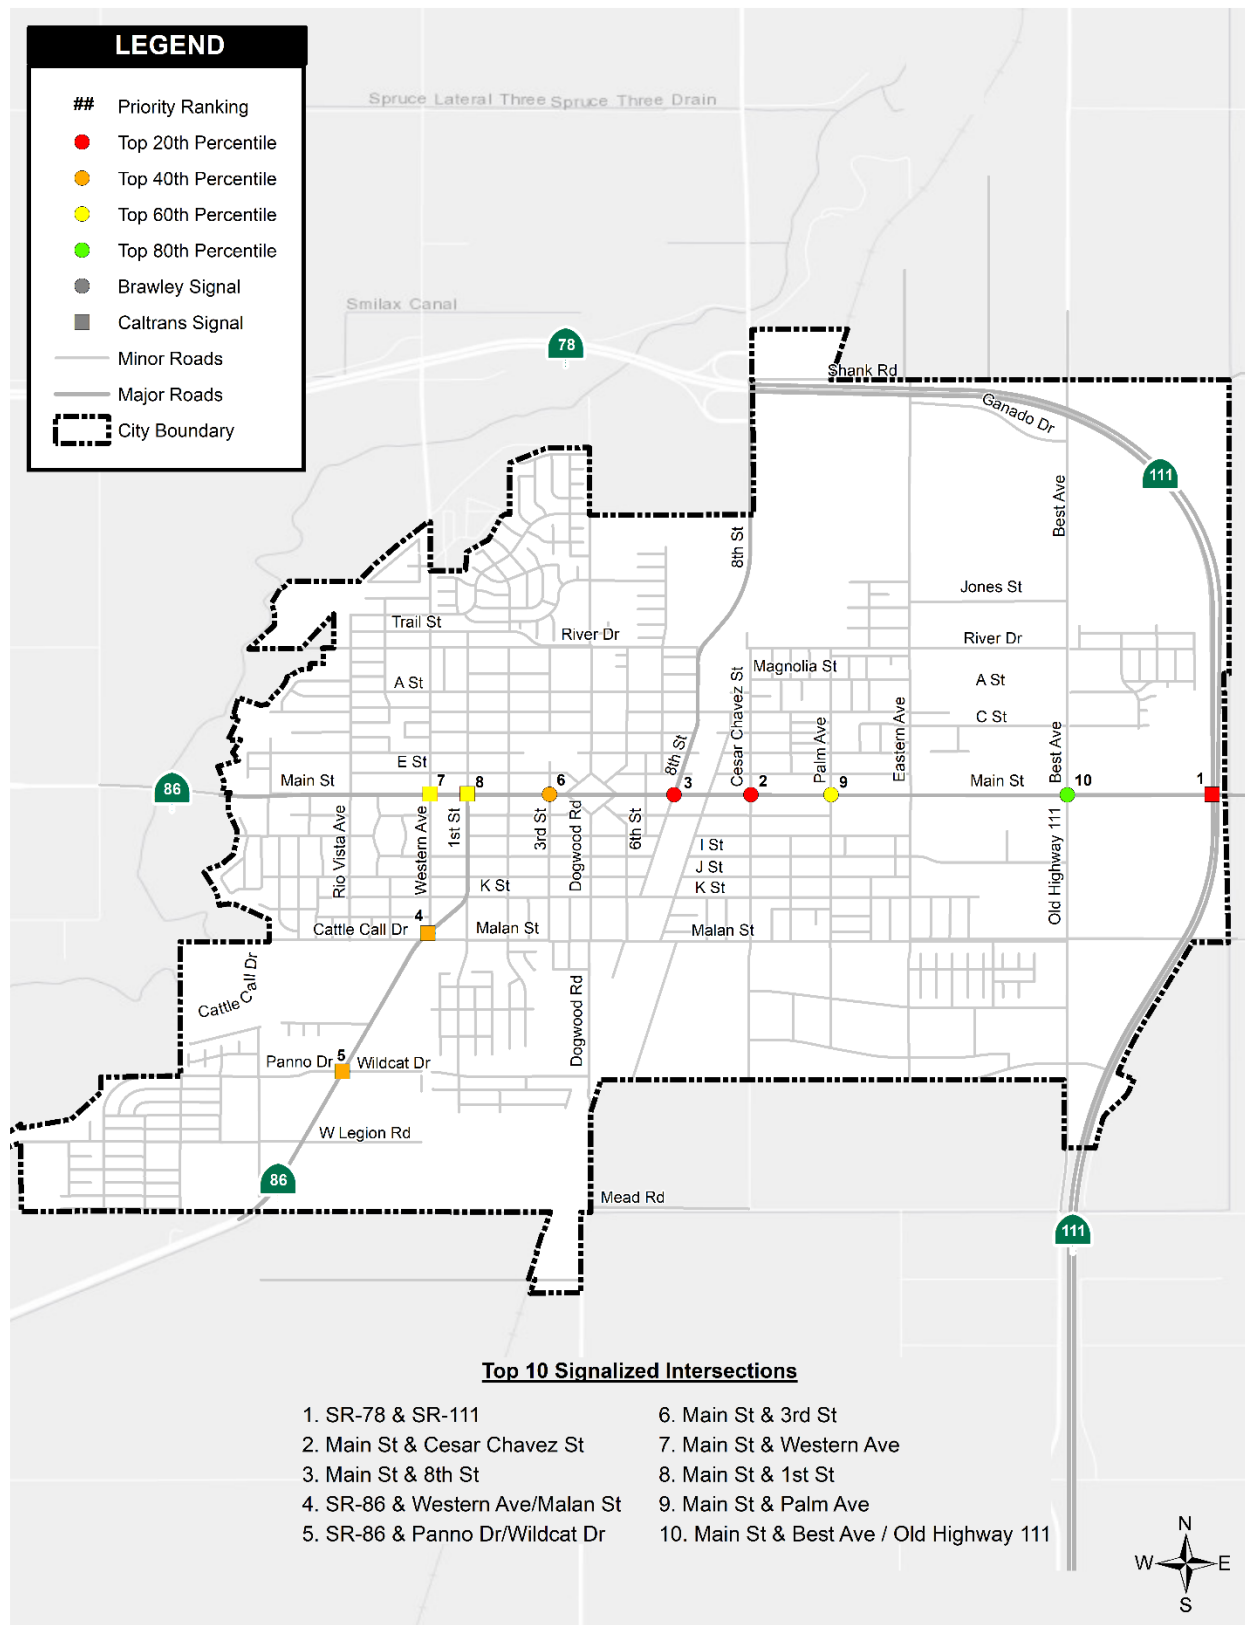 LEGEND
## Priority Ranking
Top 20th Percentile
Top 40th Percentile
Top 60th Percentile
Top 80th Percentile
Brawley Signal
Caltrans Signal
Minor Roads
Major Roads
City Boundary
Spruce Lateral Three Spruce Three Drain
Smilax Canal
78
Shank Rd
Ganado Dr
111
Best Ave
8th St
Jones St
Trail St
River Dr
River Dr
Magnolia St
A St
A St
C St
Cesar Chavez St
Palm Ave
Eastern Ave
Best Ave
8th St
E St
86
Main St
7
8
6
3
2
9
Main St
10
1
Rio Vista Ave
Western Ave
1st St
3rd St
Dogwood Rd
6th St
I St
J St
K St
K St
Old Highway 111
4
Cattle Call Dr
Malan St
Malan St
Cattle Call Dr
Dogwood Rd
Panno Dr
5
Wildcat Dr
W Legion Rd
86
Mead Rd
111
Top 10 Signalized Intersections
1. SR-78 & SR-111
2. Main St & Cesar Chavez St
3. Main St & 8th St
4. SR-86 & Western Ave/Malan St
5. SR-86 & Panno Dr/Wildcat Dr
6. Main St & 3rd St
7. Main St & Western Ave
8. Main St & 1st St
9. Main St & Palm Ave
10. Main St & Best Ave / Old Highway 111
N
W
E
S